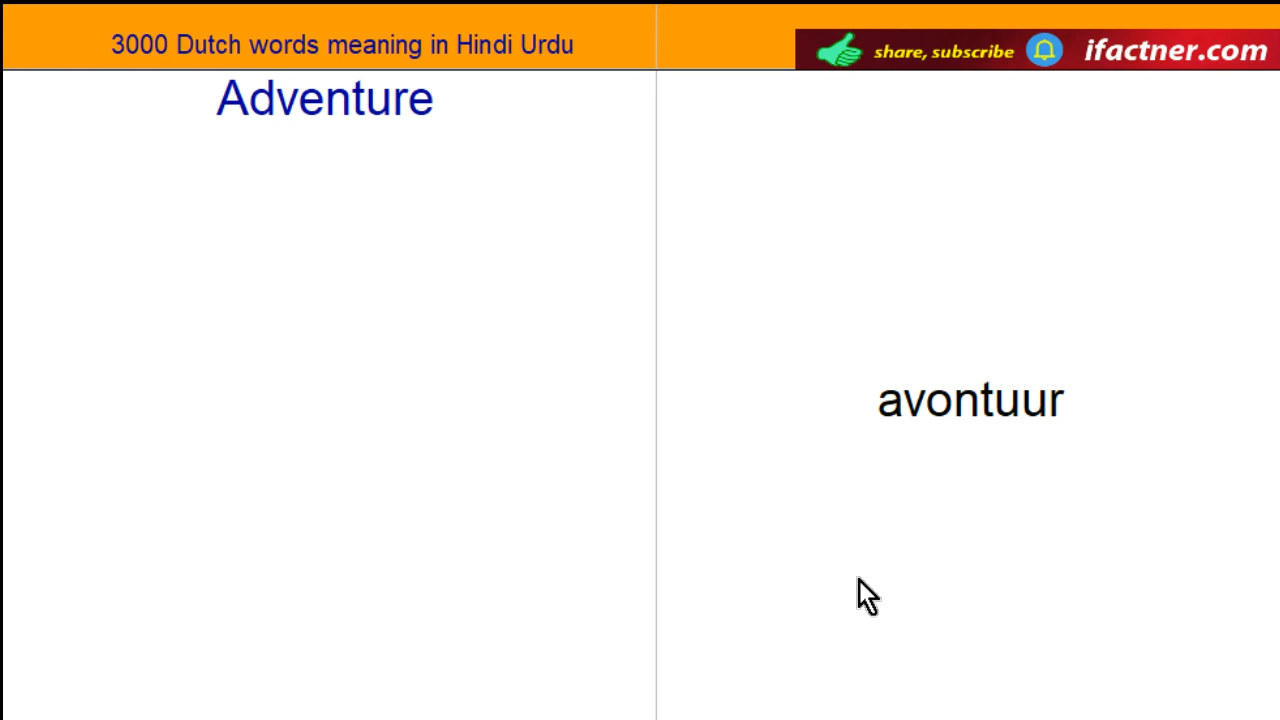 3000 Dutch words meaning in Hindi Urdu
share, subscribe
ifactner.com
Adventure
avontuur